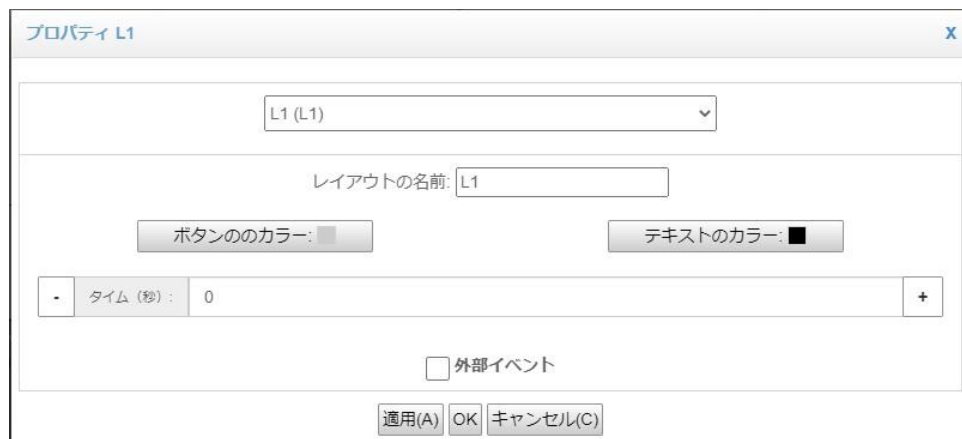 プロパティ L1 X
L1 (L1)
レイアウトの名前: L1
ボタンののカラー: テキストのカラー:
- タイム（秒）: 0 +
外部イベント
適用(A) OK キャンセル(C)